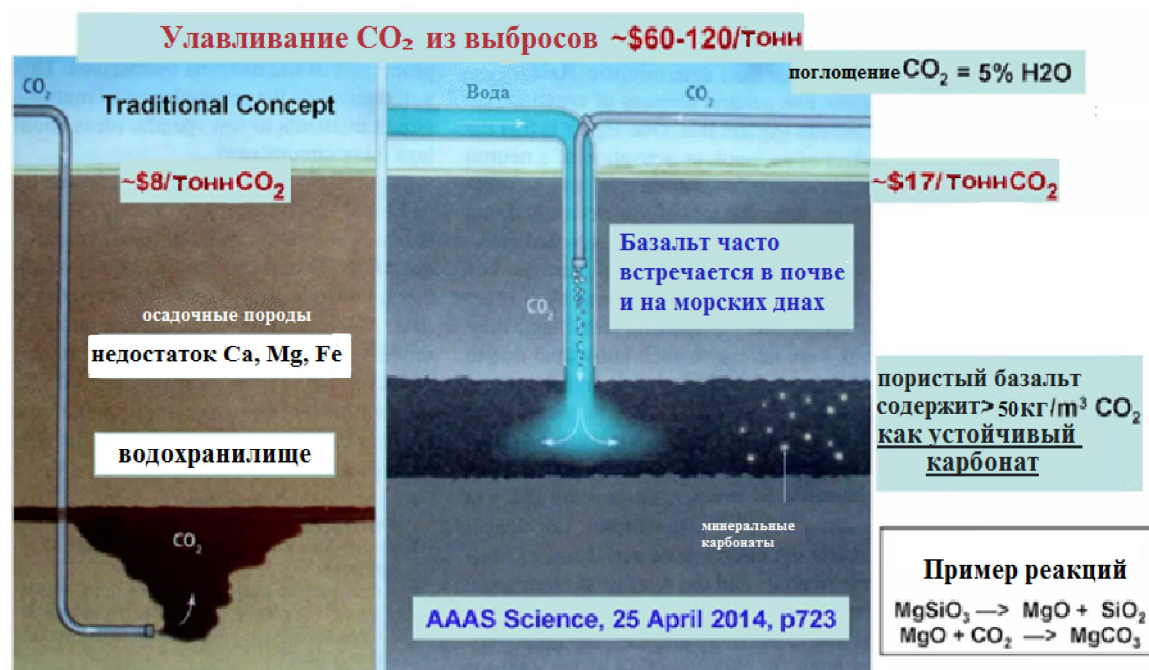 Улавливание CO₂ из выбросов ~$60-120/тонн
поглощение CO₂ = 5% H2O
CO₂
Traditional Concept
Вода
CO₂
~$8/тоннCO₂
~$17/тоннCO₂
Базальт часто
встречается в почве
и на морских днах
CO₂
осадочные породы
недостаток Ca, Mg, Fe
пористый базальт
содержит>50кг/m³ CO₂
как устойчивый
карбонат
водохранилище
CO₂
минеральные
карбонаты
AAAS Science, 25 April 2014, p723
Пример реакций
MgSiO₃ —> MgO + SiO₂
MgO + CO₂ —> MgCO₃